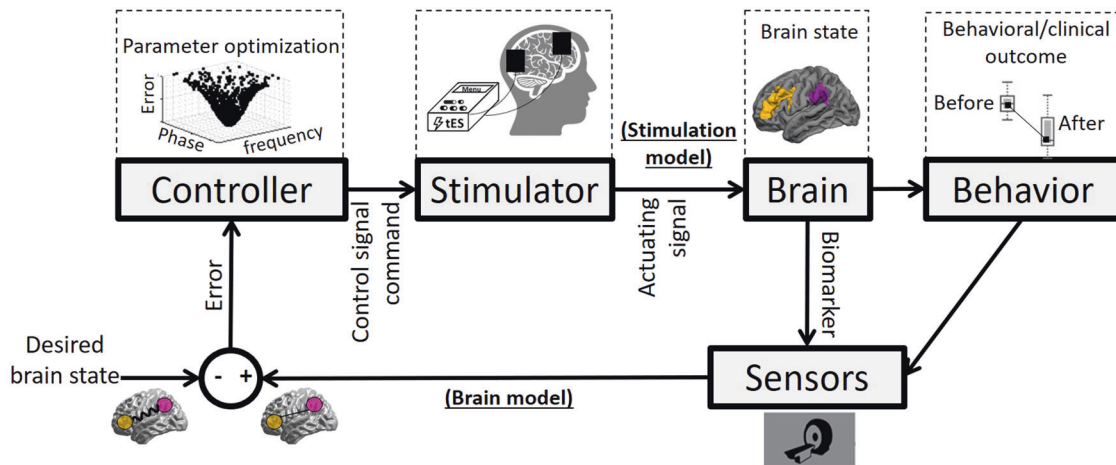 Parameter optimization
Error
Phase
frequency
Menu
tES
(Stimulation
model)
Brain state
Behavioral/clinical
outcome
Before
After
Controller
Stimulator
Brain
Behavior
Control signal
command
Actuating
signal
Biomarker
Error
Desired
brain state
- +
(Brain model)
Sensors